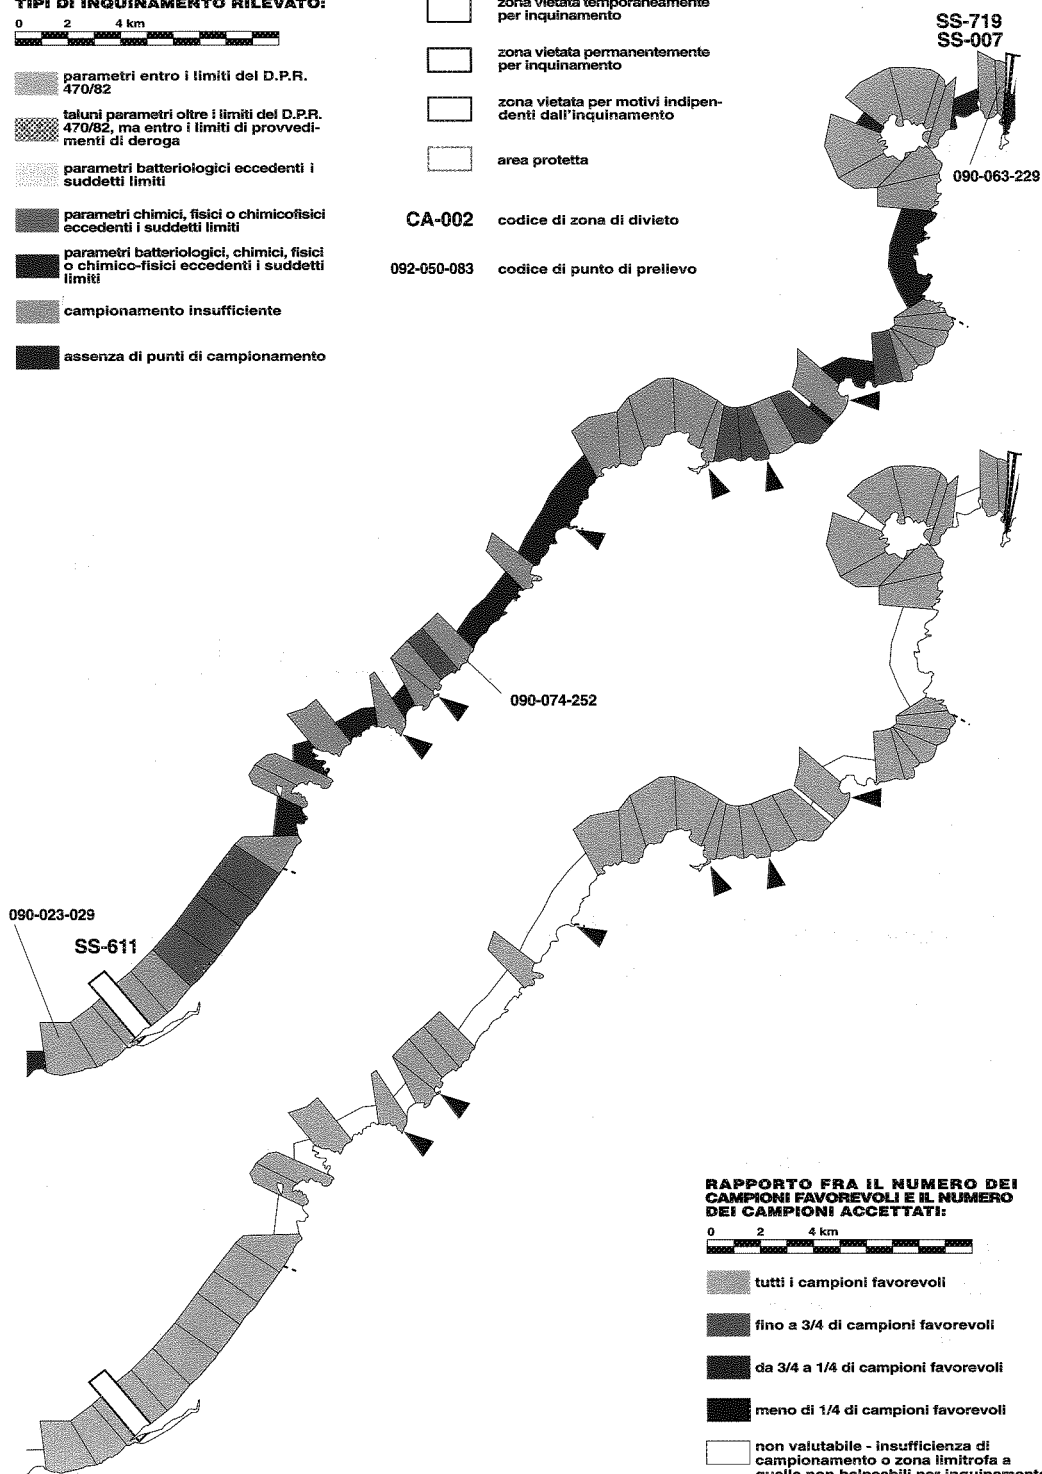 TIPI DI INQUINAMENTO RILEVATO:
0 2 4 km
parametri entro i limiti del D.P.R.
470/82
taluni parametri oltre i limiti del D.P.R.
470/82, ma entro i limiti di provvedi-
menti di deroga
parametri batteriologici eccedenti i
suddetti limiti
parametri chimici, fisici o chimicofisici
eccedenti i suddetti limiti
parametri batteriologici, chimici, fisici
o chimico-fisici eccedenti i suddetti
limiti
campionamento insufficiente
assenza di punti di campionamento
zona vietata temporaneamente
per inquinamento
zona vietata permanentemente
per inquinamento
zona vietata per motivi indipen-
denti dall'inquinamento
area protetta
CA-002 codice di zona di divieto
092-050-083 codice di punto di prelievo
SS-719
SS-007
090-063-229
090-074-252
090-023-029
SS-611
RAPPORTO FRA IL NUMERO DEI
CAMPIONI FAVOREVOLI E IL NUMERO
DEI CAMPIONI ACCETTATI:
0 2 4 km
tutti i campioni favorevoli
fino a 3/4 di campioni favorevoli
da 3/4 a 1/4 di campioni favorevoli
meno di 1/4 di campioni favorevoli
non valutabile - insufficienza di
campionamento o zona limitrofa a
quelle non balneabili per inquinamento